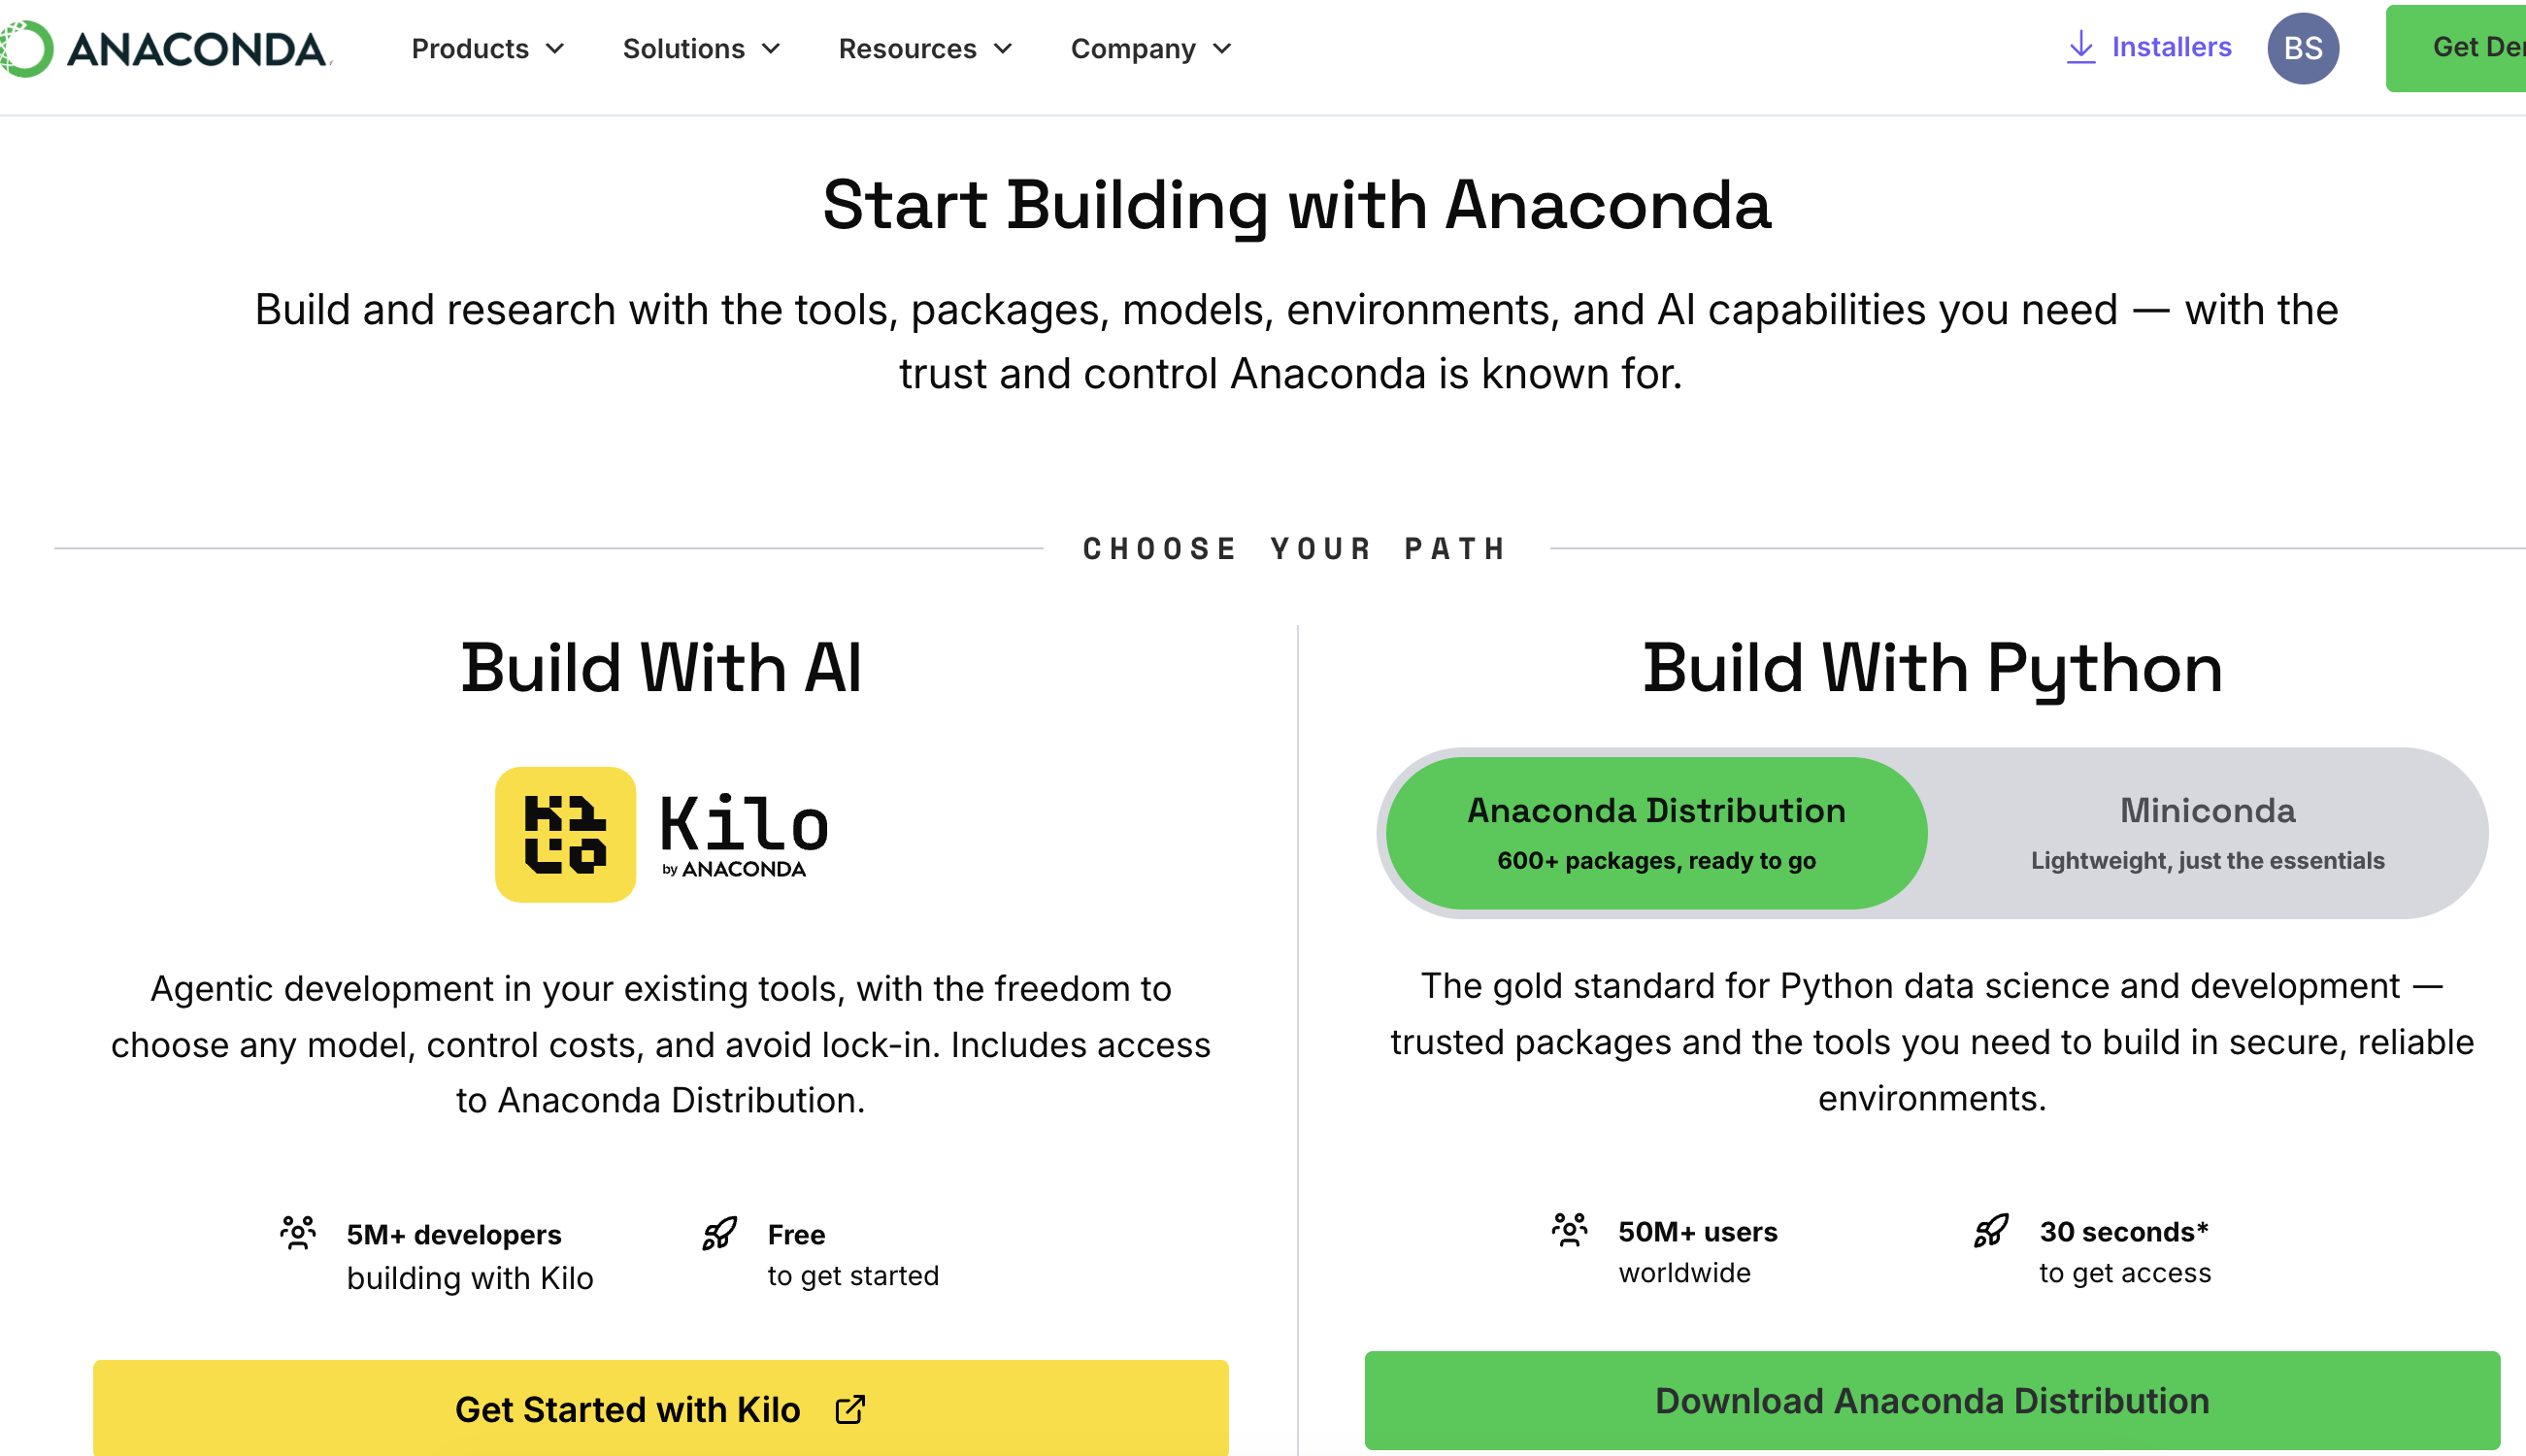 ANACONDA.
Products
Solutions
Resources
Company
Installers
BS
Get
Start Building with Anaconda
Build and research with the tools, packages, models, environments, and AI capabilities you need — with the
trust and control Anaconda is known for.
CHOOSE YOUR PATH
Build With AI
Kilo
Kilo
by ANACONDA
Agentic development in your existing tools, with the freedom to
choose any model, control costs, and avoid lock-in. Includes access
to Anaconda Distribution.
5M+ developers
building with Kilo
Free
to get started
Get Started with Kilo
Build With Python
Anaconda Distribution
600+ packages, ready to go
Miniconda
Lightweight, just the essentials
The gold standard for Python data science and development —
trusted packages and the tools you need to build in secure, reliable
environments.
50M+ users
worldwide
30 seconds*
to get access
Download Anaconda Distribution